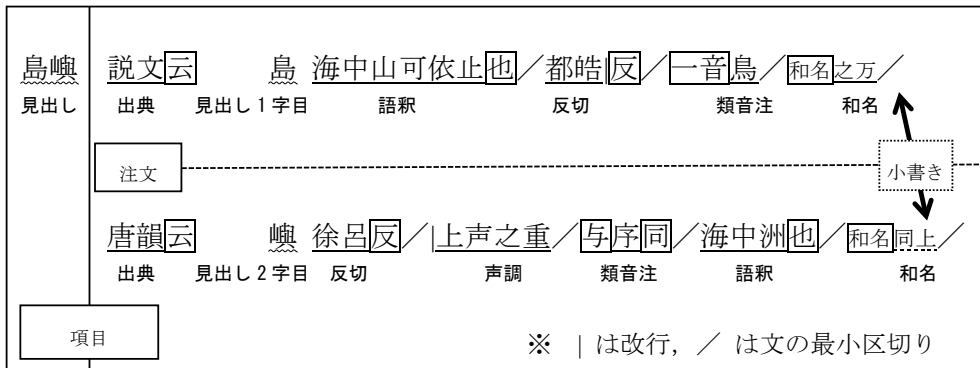 島嶼 説文云 島 海中山可依止也／都皓|反／一音鳥／和名之万／
見出し 出典 見出し1字目 語釈 反切 類音注 和名
注文 小書き
唐韻云 嶼 徐呂反／|上声之重／与序同／海中洲也／和名同上／
出典 見出し2字目 反切 声調 類音注 語釈 和名
項目
※ | は改行，／ は文の最小区切り